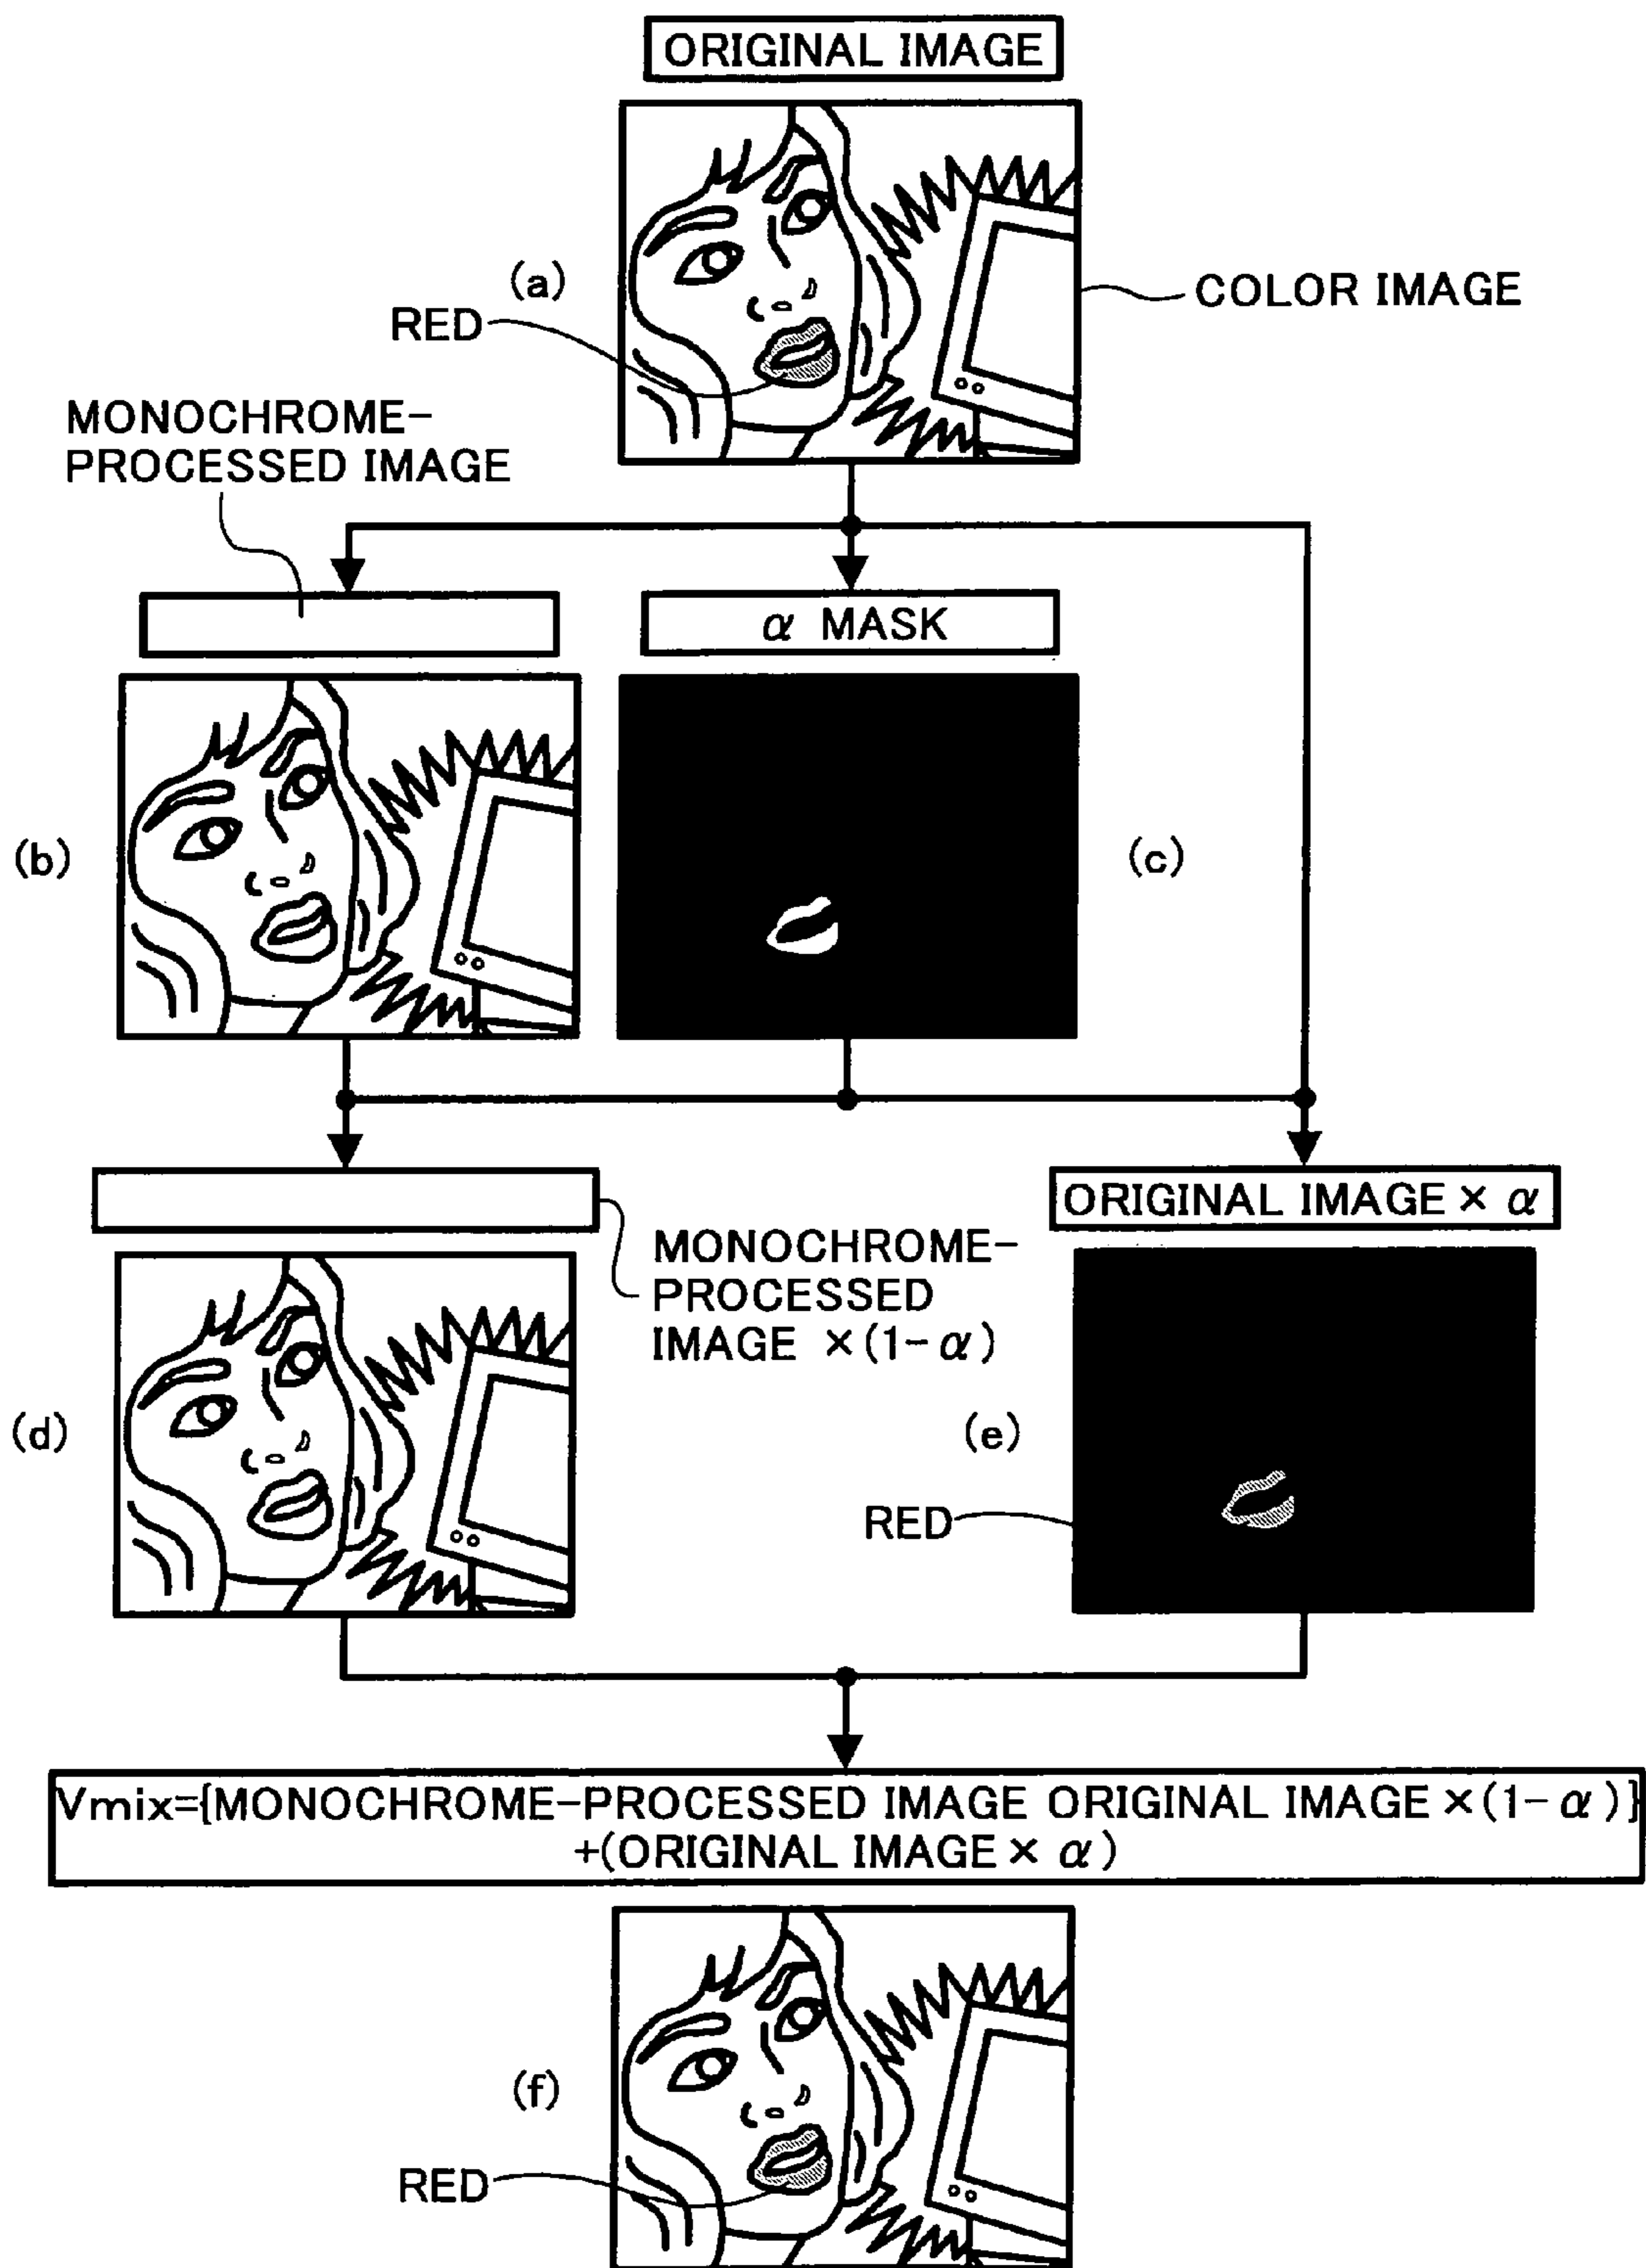 ORIGINAL IMAGE
(a)
COLOR IMAGE
RED
MONOCHROME-
PROCESSED IMAGE
α MASK
(b)
(c)
ORIGINAL IMAGE × α
MONOCHROME-
PROCESSED
IMAGE ×(1-α)
(d)
(e)
RED
Vmix={MONOCHROME-PROCESSED IMAGE ORIGINAL IMAGE ×(1-α)}
+(ORIGINAL IMAGE × α)
(f)
RED